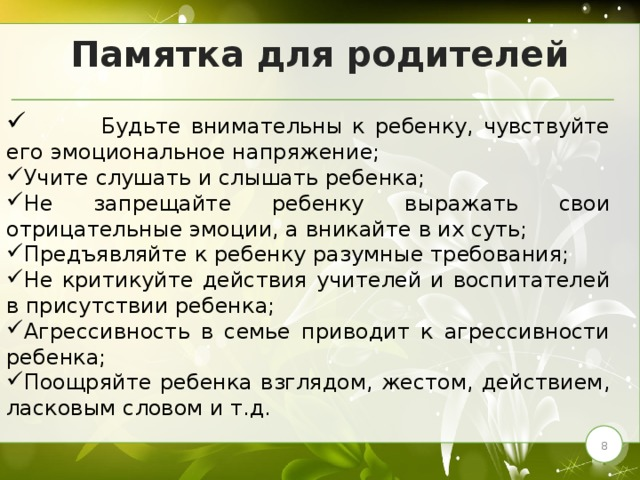 Памятка для родителей
✓ Будьте внимательны к ребенку, чувствуйте
его эмоциональное напряжение;
✓Учите слушать и слышать ребенка;
✓Не запрещайте ребенку выражать свои
отрицательные эмоции, а вникайте в их суть;
✓Предъявляйте к ребенку разумные требования;
✓Не критикуйте действия учителей и воспитателей
в присутствии ребенка;
✓Агрессивность в семье приводит к агрессивности
ребенка;
✓Поощряйте ребенка взглядом, жестом, действием,
ласковым словом и т.д.
8